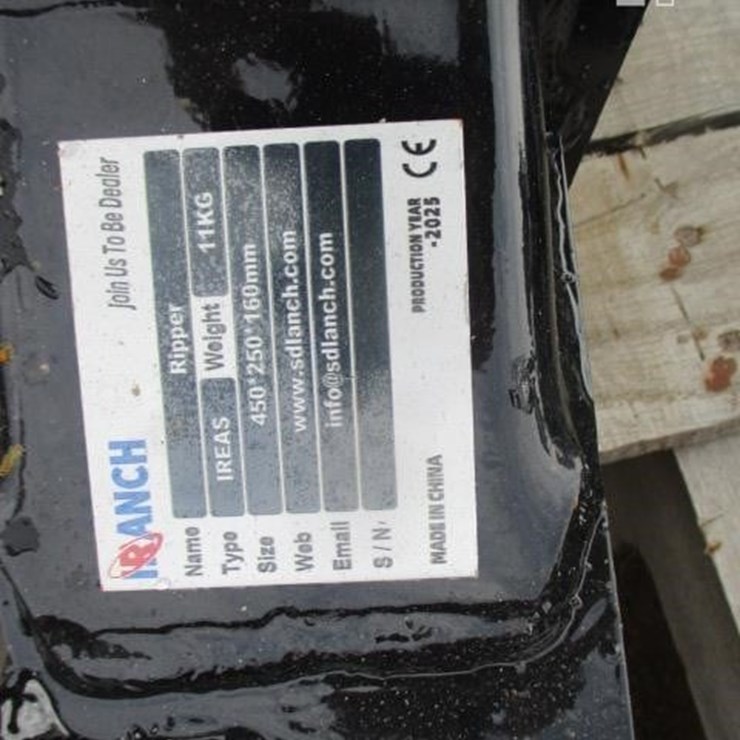 IRANCH Join Us To Be Dealer
Name Ripper
Type IREAS Weight 11KG
Size 450*250*160mm
Web www.sdlanch.com
Email info@sdlanch.com
S/N
MADE IN CHINA PRODUCTION YEAR CE
-2025